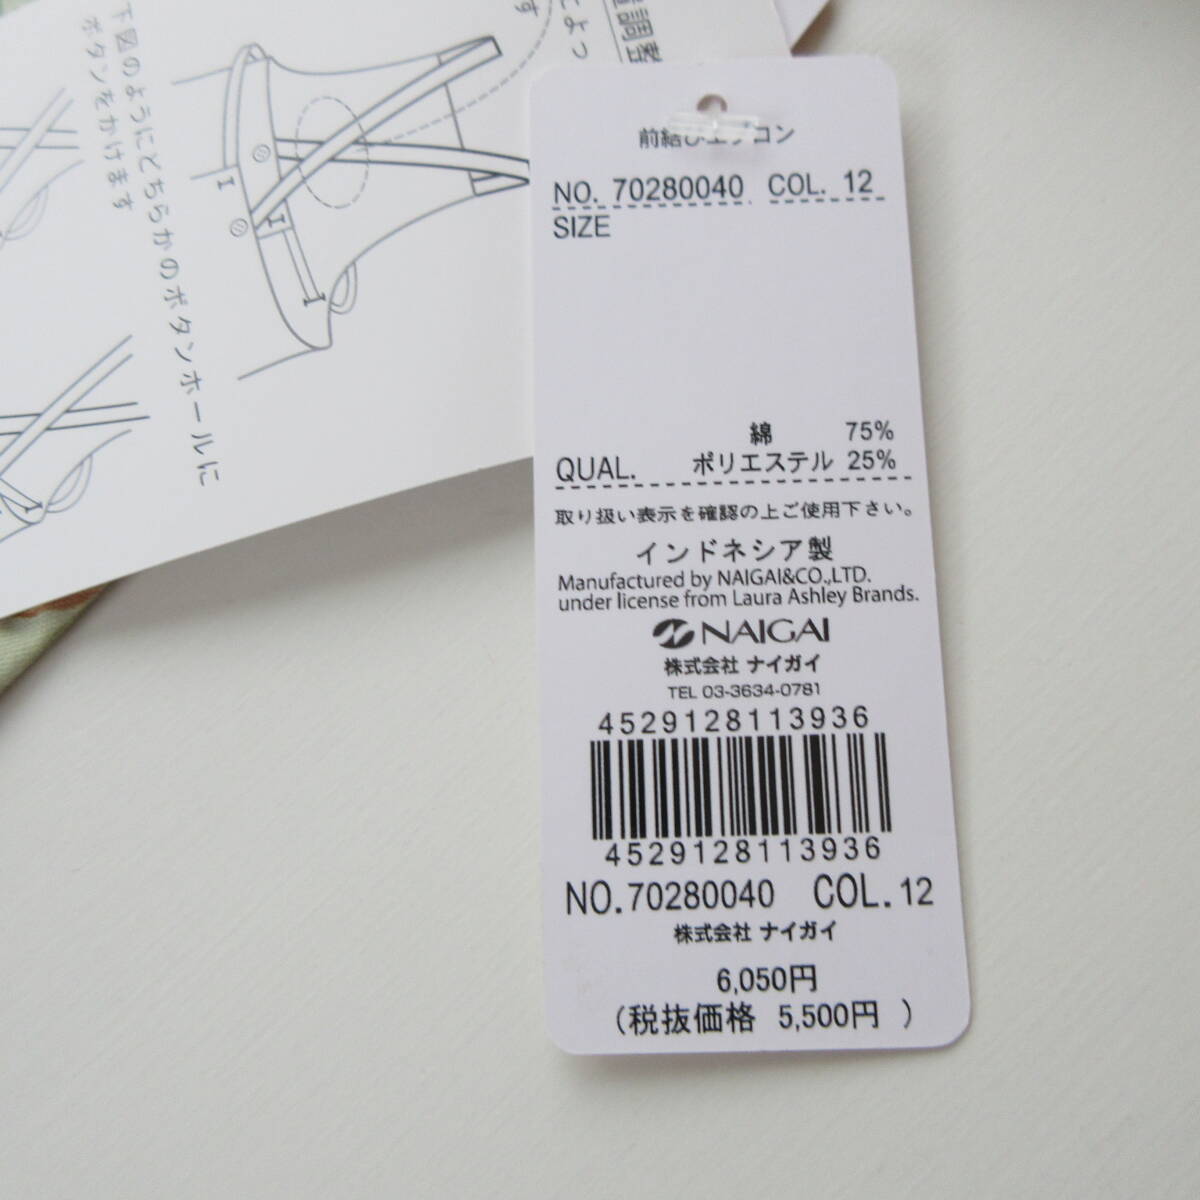 下図のようにどちらかのボタンホールに
ボタンをかけます
によっ
す
調整
前結びエプロン
NO. 70280040 COL. 12
SIZE
綿 75%
QUAL. ポリエステル 25%
取り扱い表示を確認の上ご使用下さい。
インドネシア製
Manufactured by NAIGAI&CO.,LTD.
under license from Laura Ashley Brands.
NAIGAI
株式会社 ナイガイ
TEL 03-3634-0781
4529128113936
4529128113936
NO.70280040 COL.12
株式会社 ナイガイ
6,050円
(税抜価格 5,500円 )